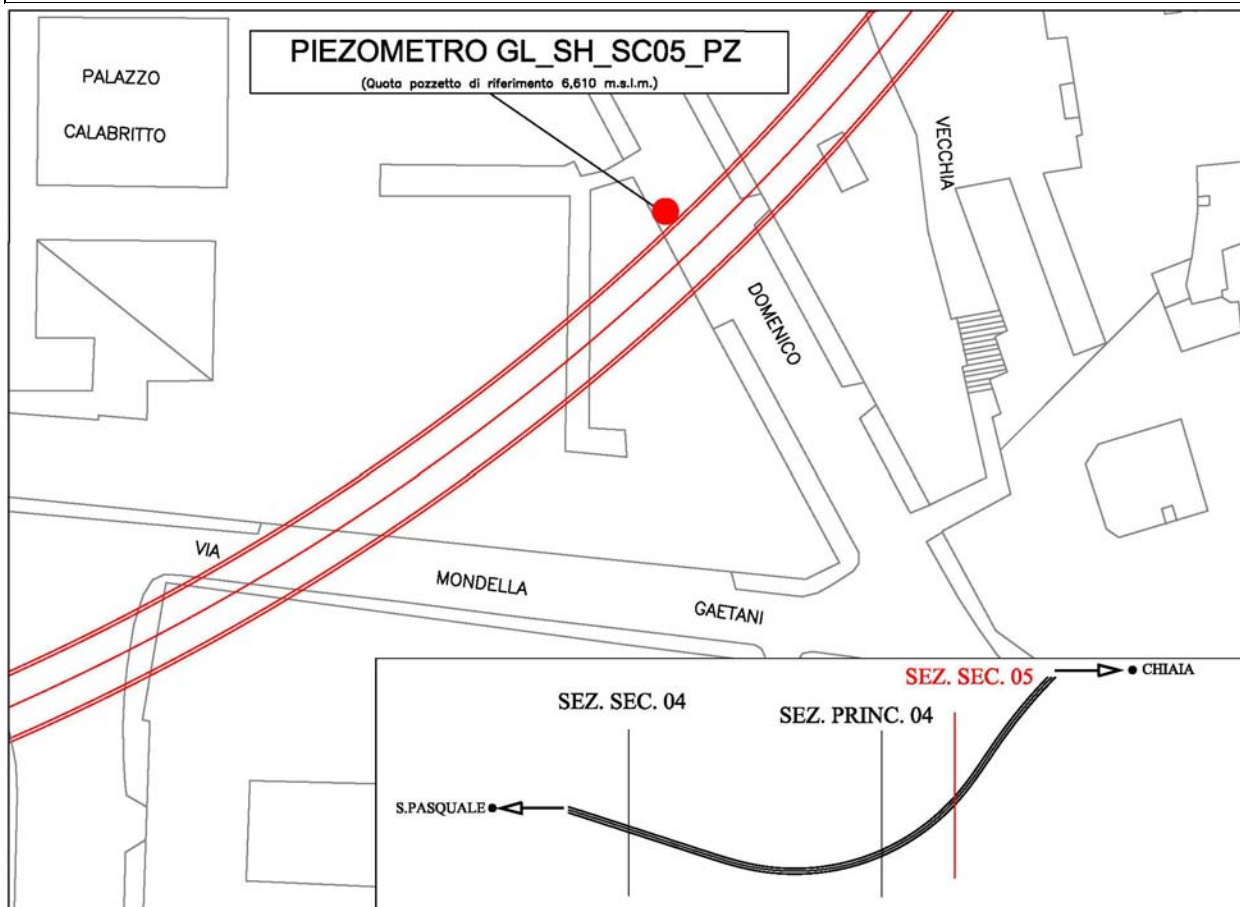 PIEZOMETRO GL_SH_SC05_PZ
(Quota pozzetto di riferimento 6,610 m.s.l.m.)
PALAZZO
CALABRITTO
VECCHIA
DOMENICO
VIA
MONDELLA
GAETANI
SEZ. SEC. 05
CHIAIA
SEZ. SEC. 04
SEZ. PRINC. 04
S.PASQUALE